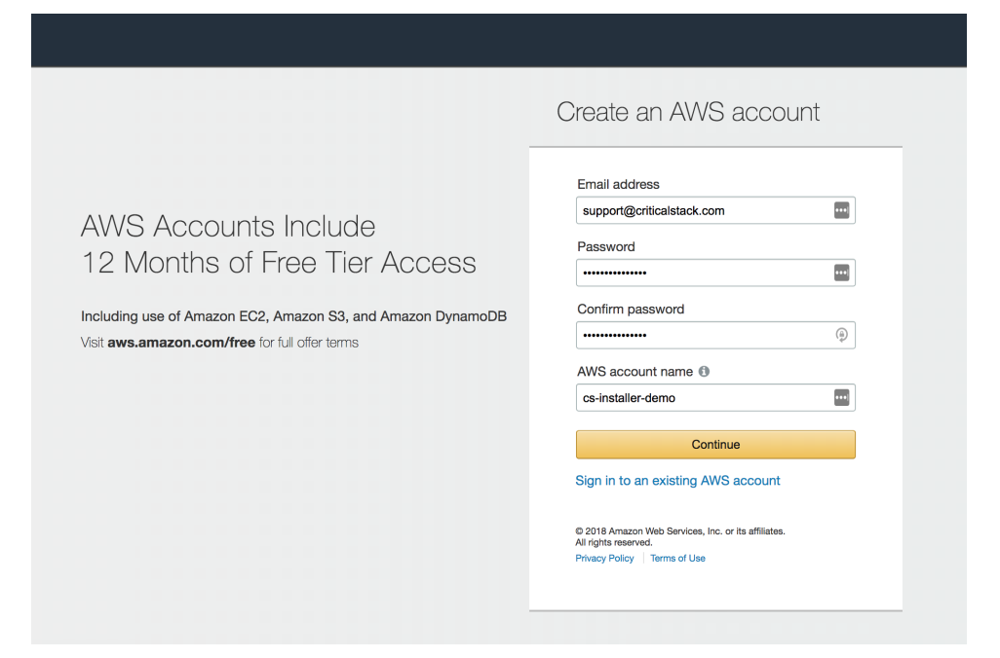 Create an AWS account
AWS Accounts Include
12 Months of Free Tier Access
Including use of Amazon EC2, Amazon S3, and Amazon DynamoDB
Visit aws.amazon.com/free for full offer terms
Email address
support@criticalstack.com
Password
•••••••••••••••
Confirm password
•••••••••••••••
AWS account name
cs-installer-demo
Continue
Sign in to an existing AWS account
© 2018 Amazon Web Services, Inc. or its affiliates.
All rights reserved.
Privacy Policy | Terms of Use